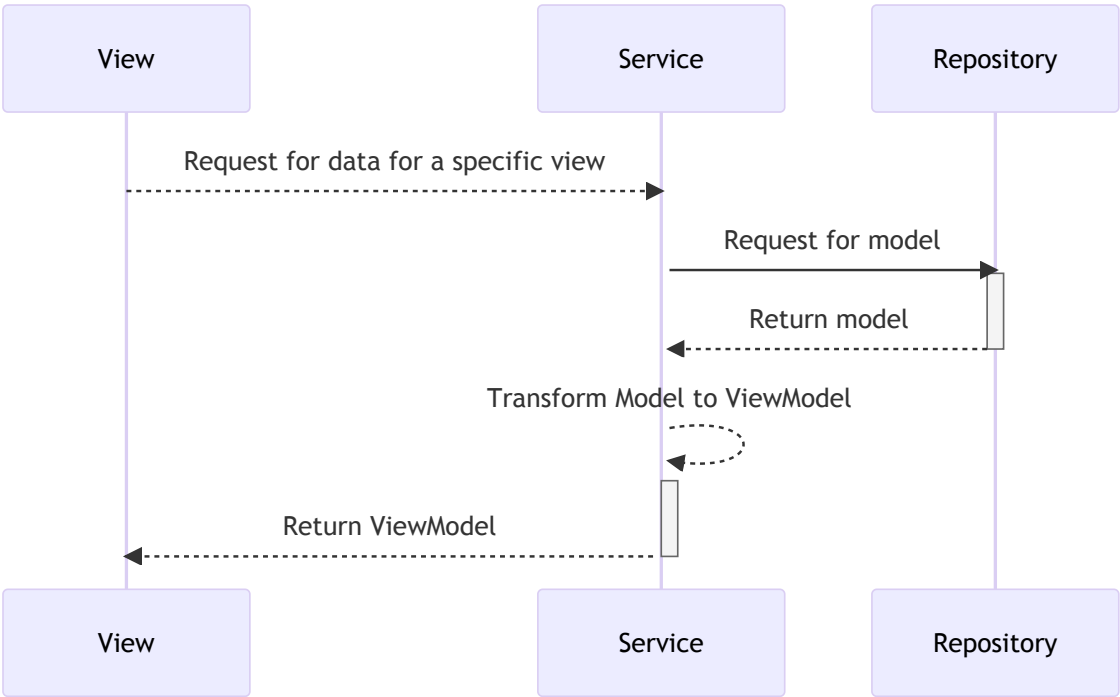 View
Service
Repository
Request for data for a specific view
Request for model
Return model
Transform Model to ViewModel
Return ViewModel
View
Service
Repository